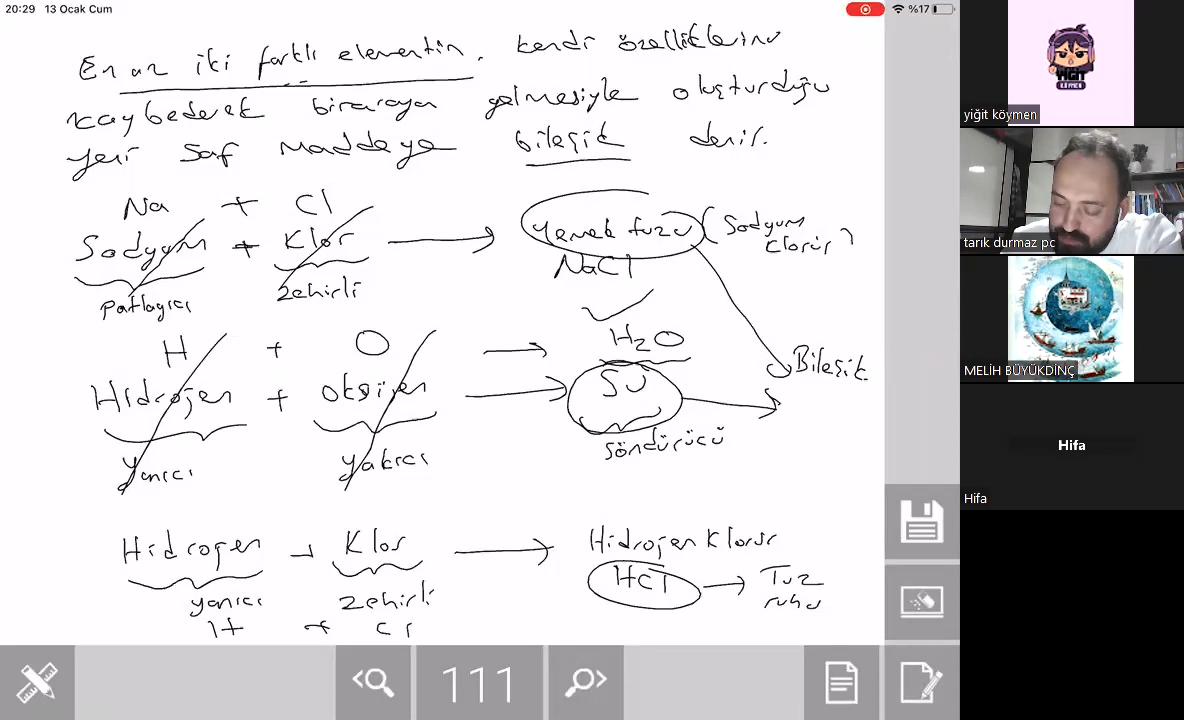 20:29 13 Ocak Cum
%17
En az iki farklı elementin, kendi özelliklerini
kaybederek biraraya gelmesiyle oluşturduğu
yeni saf maddeye bileşik denir.
Na + Cl
Sodyum + Klor → Yemek tuzu (Sodyum klorür)
NaCl
patlayıcı zehirli
H + O → H2O
Hidrojen + Oksijen → SU
Bileşik
yanıcı yakıcı söndürücü
Hidrojen + Klor → Hidrojen Klorür
HCl → Tuz ruhu
yanıcı zehirli
H + Cl
111
YİĞİT
KÖYMEN
yiğit köymen
tarık durmaz pc
MELİH BÜYÜKDİNÇ
Hifa
Hifa